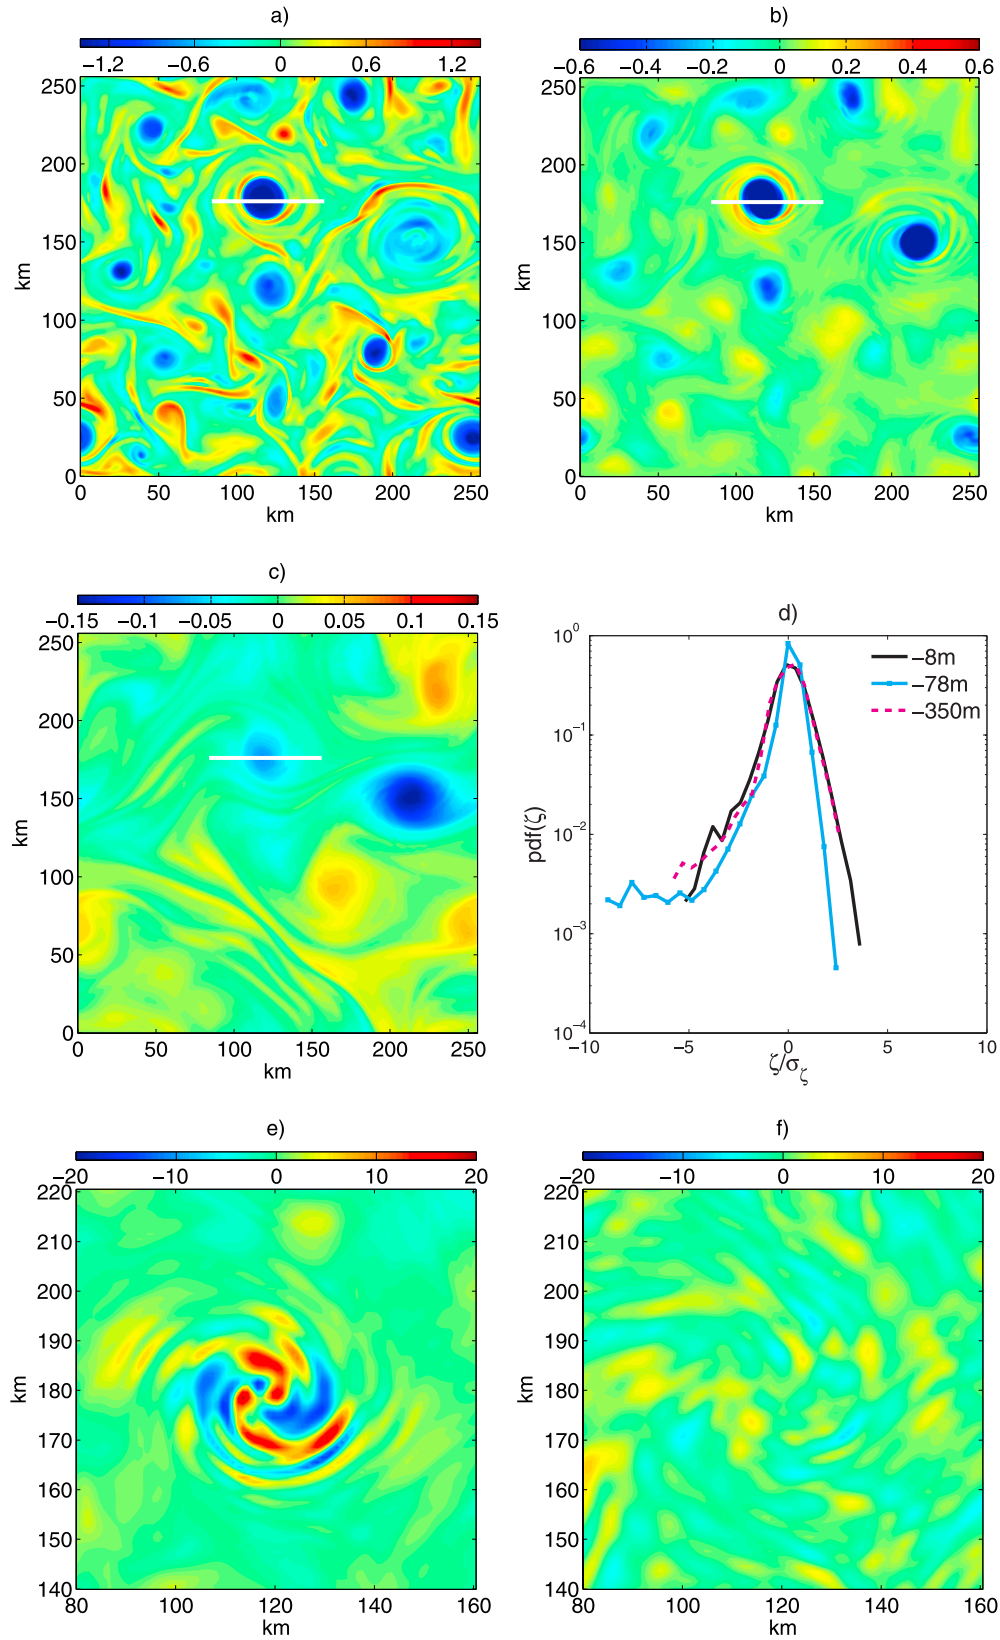 a)
−1.2 −0.6 0 0.6 1.2
250
200
150
100
50
0
km
0 50 100 150 200 250
km
b)
−0.6 −0.4 −0.2 0 0.2 0.4 0.6
250
200
150
100
50
0
km
0 50 100 150 200 250
km
c)
−0.15 −0.1 −0.05 0 0.05 0.1 0.15
250
200
150
100
50
0
km
0 50 100 150 200 250
km
d)
10⁰
10⁻¹
10⁻²
10⁻³
10⁻⁴
pdf(ζ)
−8m
−78m
−350m
−10 −5 0 5 10
ζ/σ_ζ
e)
−20 −10 0 10 20
220
210
200
190
180
170
160
150
140
km
80 100 120 140 160
km
f)
−20 −10 0 10 20
220
210
200
190
180
170
160
150
140
km
80 100 120 140 160
km